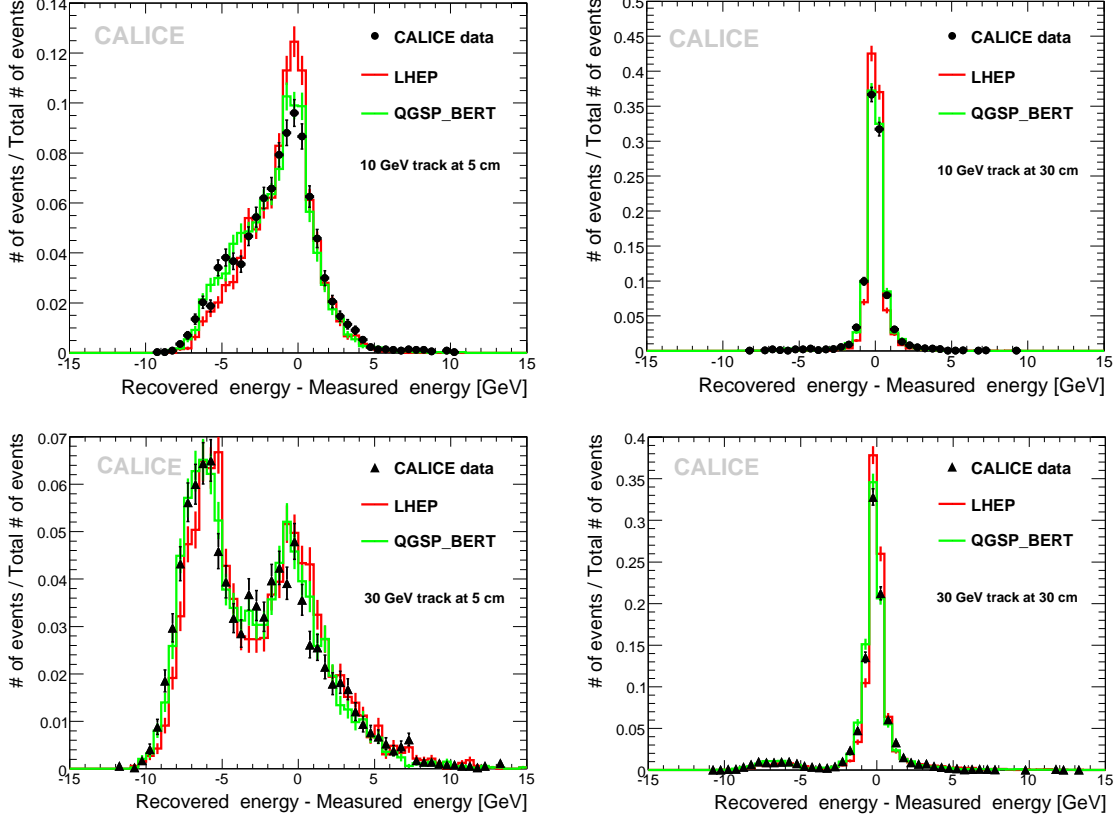 0.14
0.12
0.1
0.08
0.06
0.04
0.02
0
-15 -10 -5 0 5 10 15
# of events / Total # of events
Recovered energy - Measured energy [GeV]
CALICE
CALICE data
LHEP
QGSP_BERT
10 GeV track at 5 cm
0.5
0.45
0.4
0.35
0.3
0.25
0.2
0.15
0.1
0.05
0
-15 -10 -5 0 5 10 15
# of events / Total # of events
Recovered energy - Measured energy [GeV]
CALICE
CALICE data
LHEP
QGSP_BERT
10 GeV track at 30 cm
0.07
0.06
0.05
0.04
0.03
0.02
0.01
0
-15 -10 -5 0 5 10 15
# of events / Total # of events
Recovered energy - Measured energy [GeV]
CALICE
CALICE data
LHEP
QGSP_BERT
30 GeV track at 5 cm
0.4
0.35
0.3
0.25
0.2
0.15
0.1
0.05
0
-15 -10 -5 0 5 10 15
# of events / Total # of events
Recovered energy - Measured energy [GeV]
CALICE
CALICE data
LHEP
QGSP_BERT
30 GeV track at 30 cm